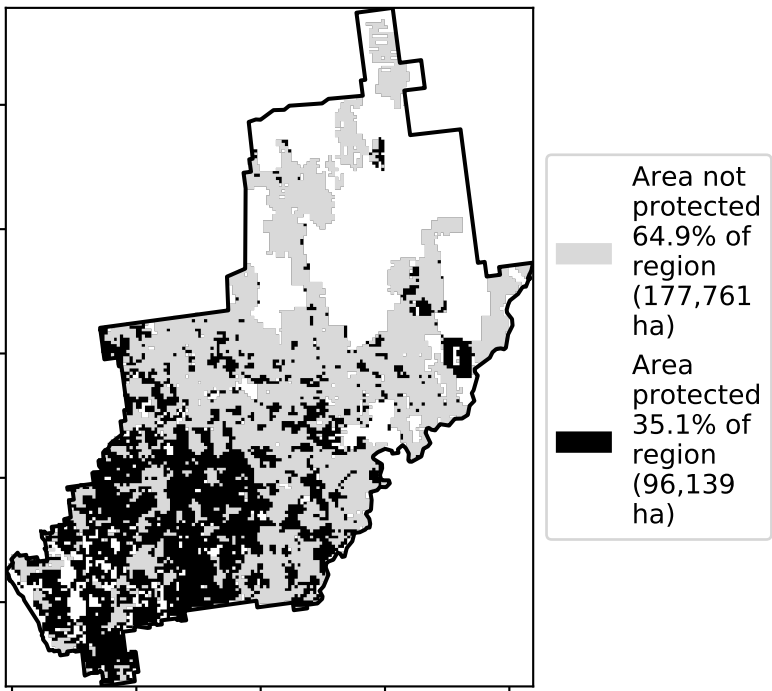 Area not
protected
64.9% of
region
(177,761
ha)
Area
protected
35.1% of
region
(96,139
ha)